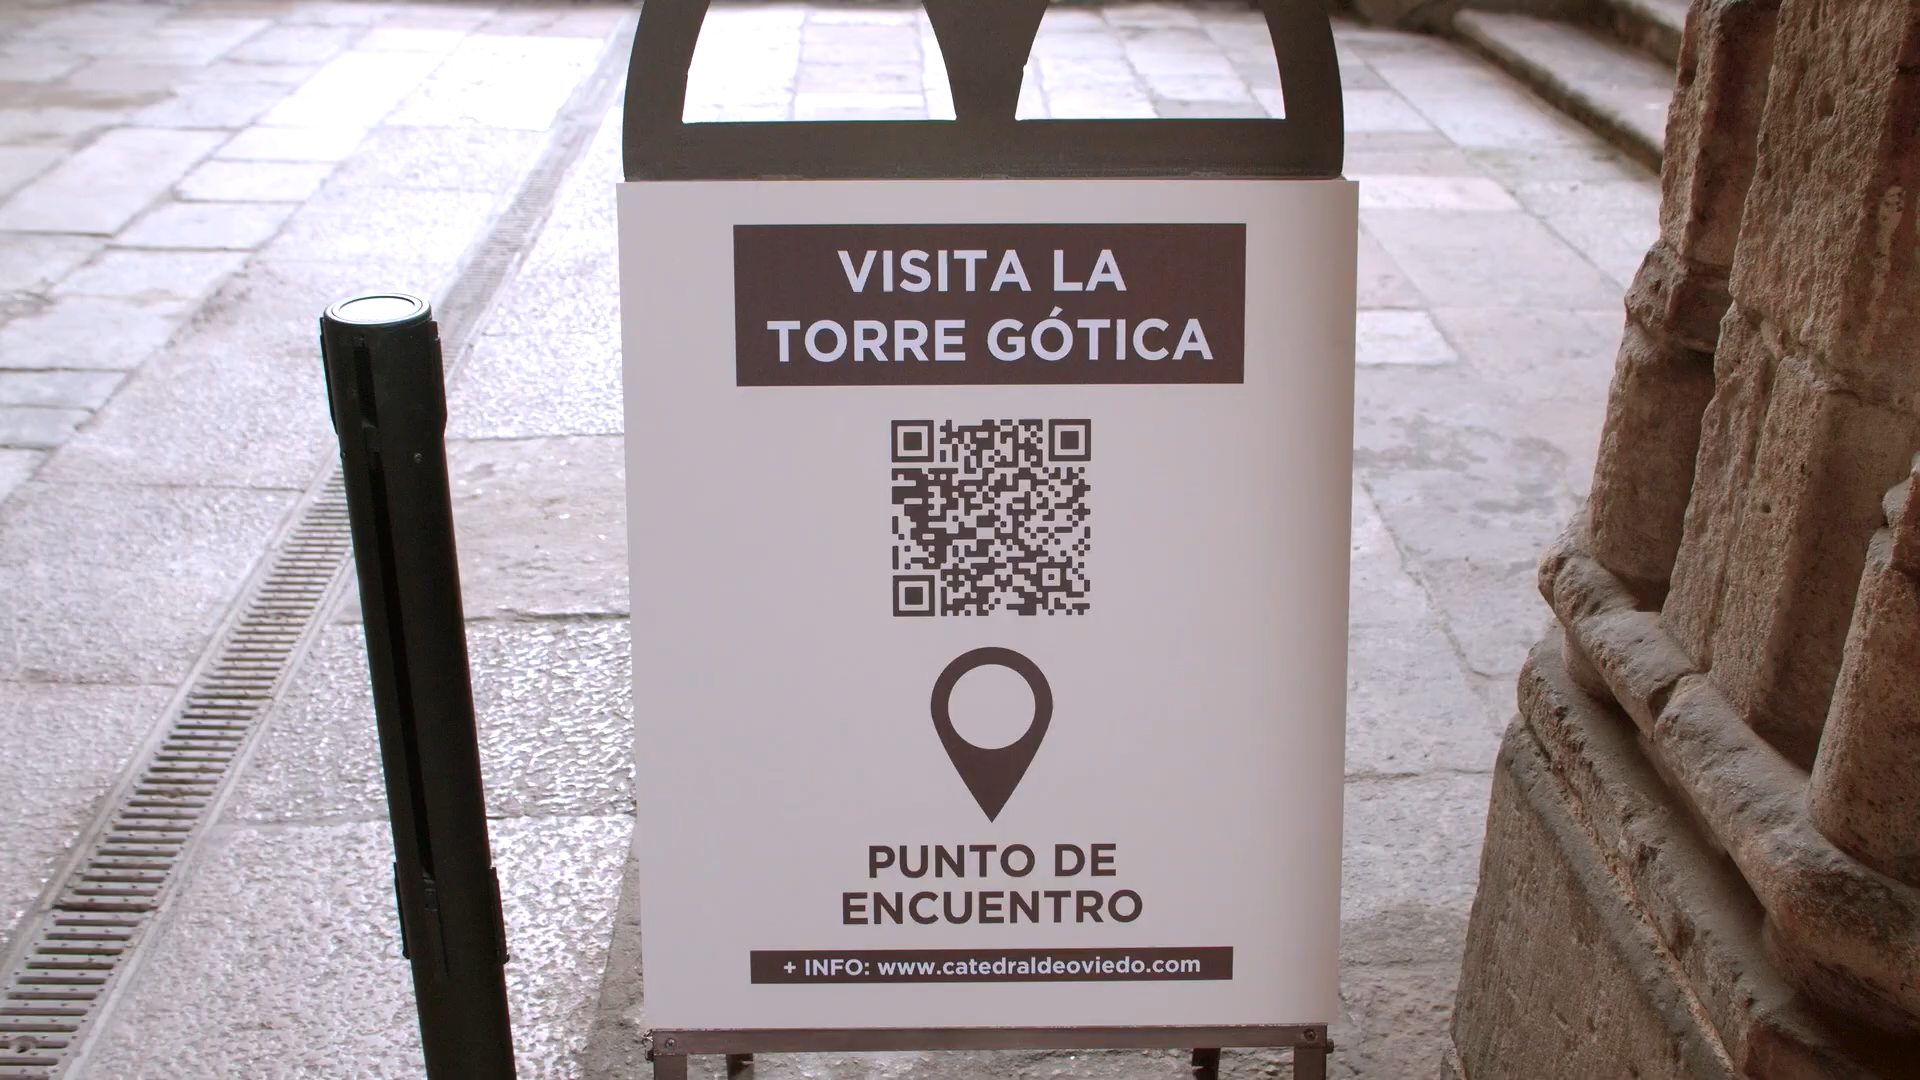 VISITA LA
TORRE GÓTICA
PUNTO DE
ENCUENTRO
+ INFO: www.catedraldeoviedo.com